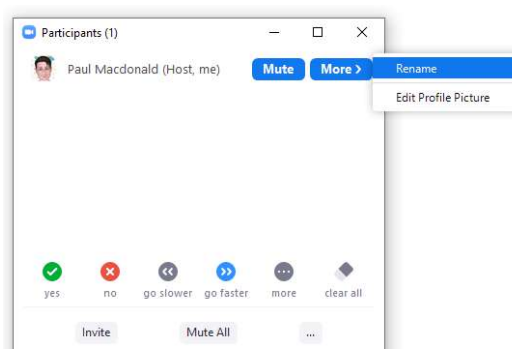 Participants (1)
Paul Macdonald (Host, me) Mute More >
Rename
Edit Profile Picture
yes no go slower go faster more clear all
Invite Mute All ...